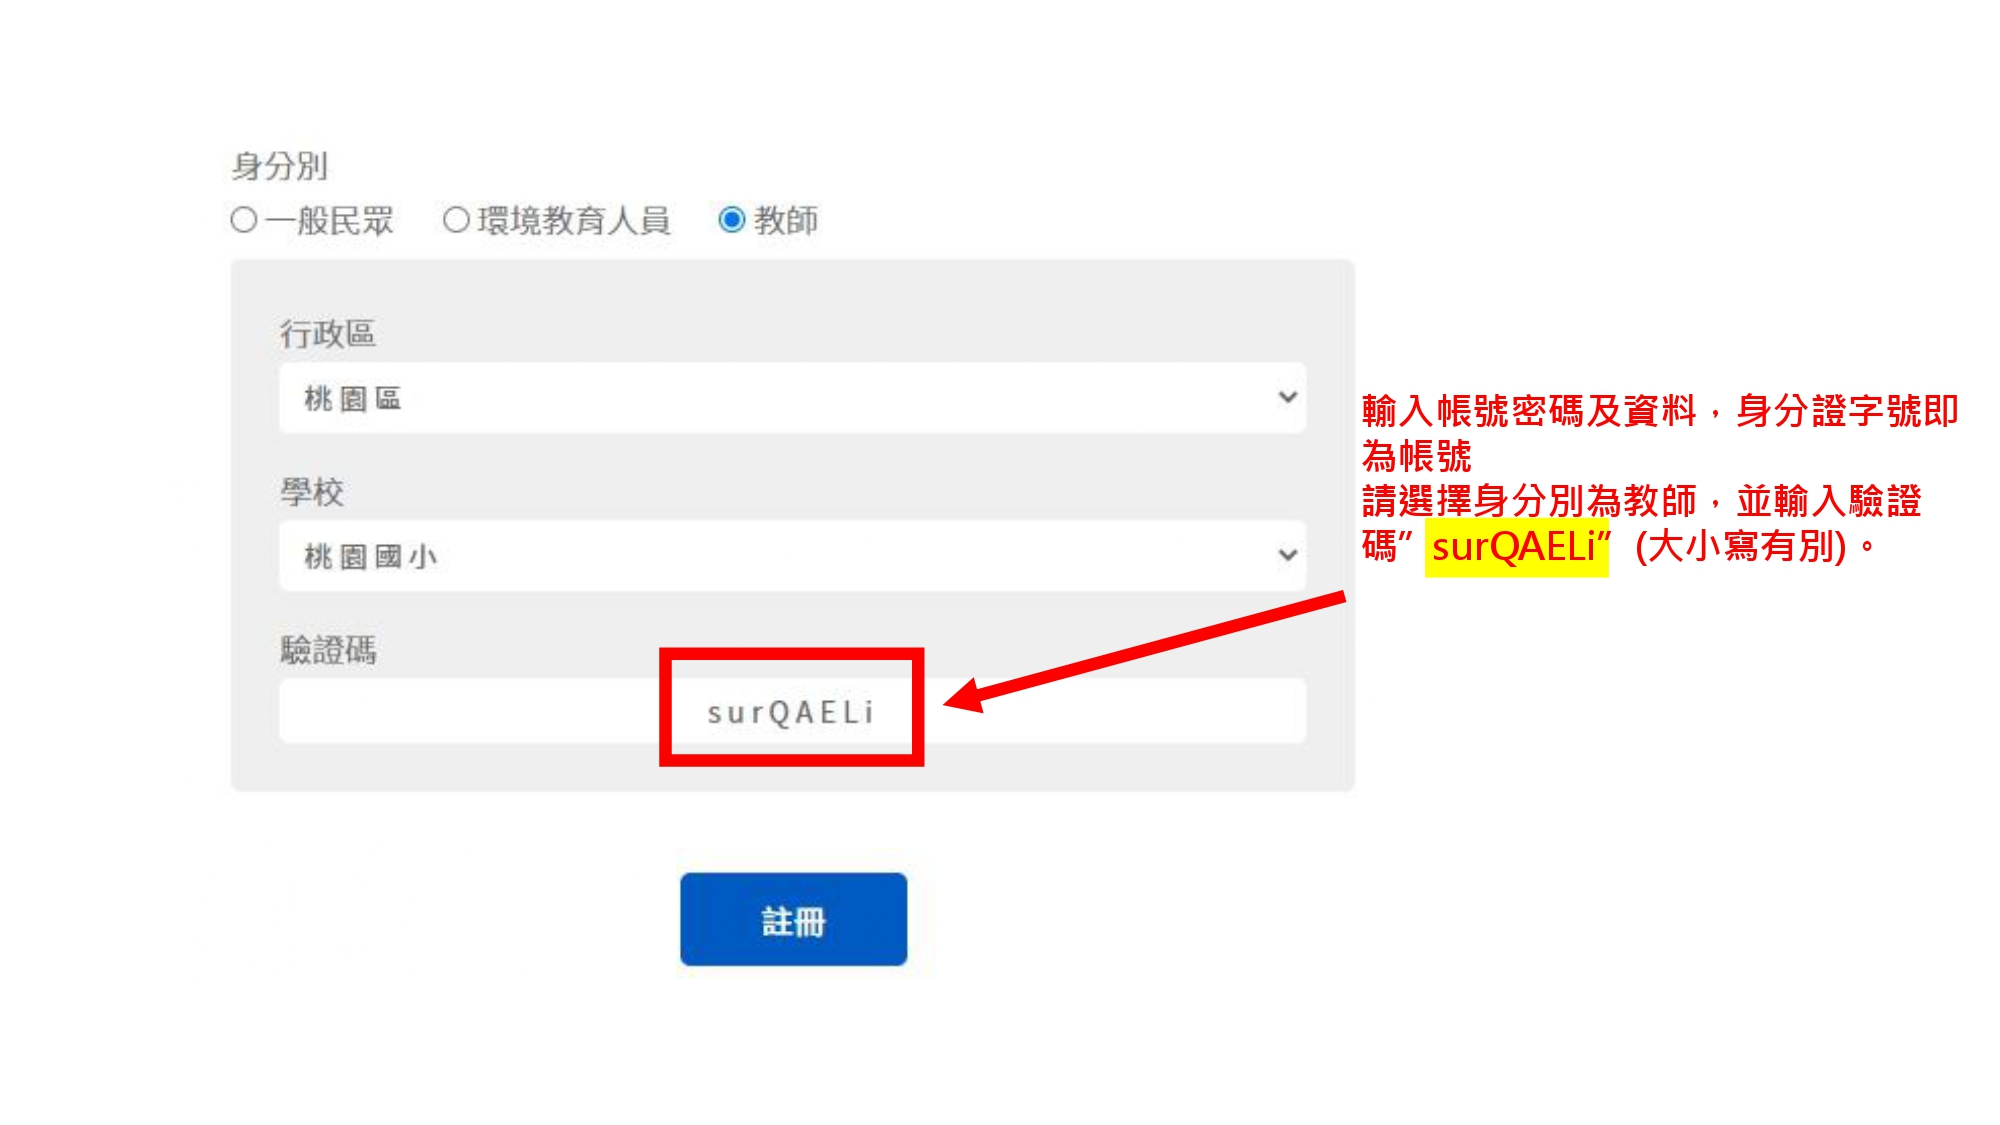 身分別
一般民眾 環境教育人員 教師
行政區
桃園區
學校
桃園國小
驗證碼
surQAELi
註冊
輸入帳號密碼及資料，身分證字號即
為帳號
請選擇身分別為教師，並輸入驗證
碼” surQAELi” (大小寫有別)。